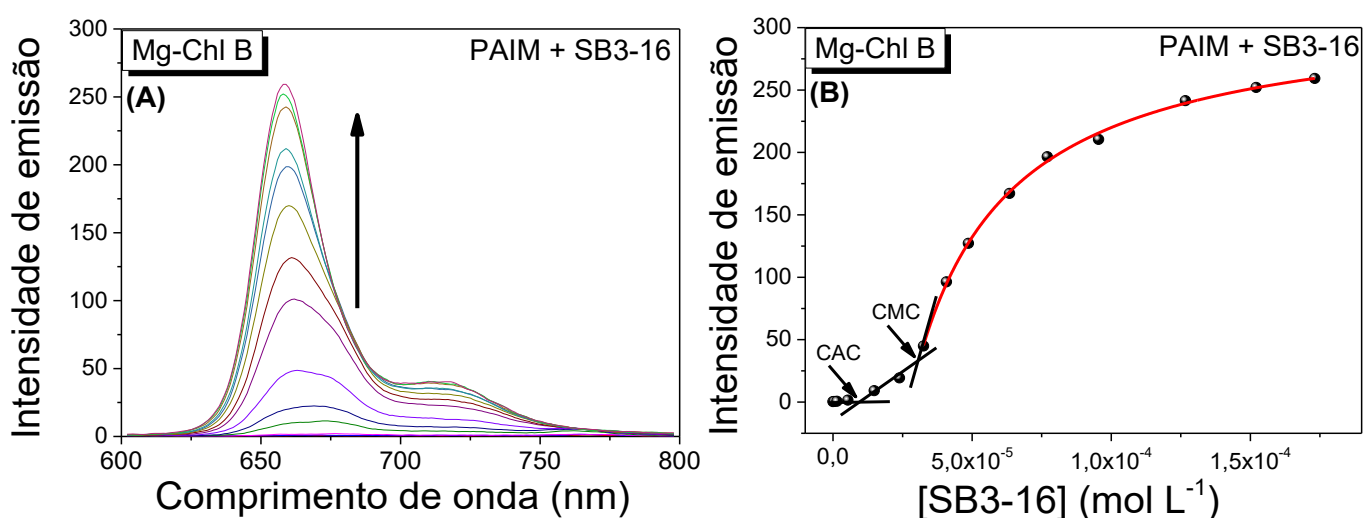 Mg-Chl B
PAIM + SB3-16
(A)
300
250
200
150
100
50
0
600
650
700
750
800
Intensidade de emissão
Comprimento de onda (nm)
Mg-Chl B
PAIM + SB3-16
(B)
CMC
CAC
300
250
200
150
100
50
0
0,0
5,0x10⁻⁵
1,0x10⁻⁴
1,5x10⁻⁴
Intensidade de emissão
[SB3-16] (mol L⁻¹)